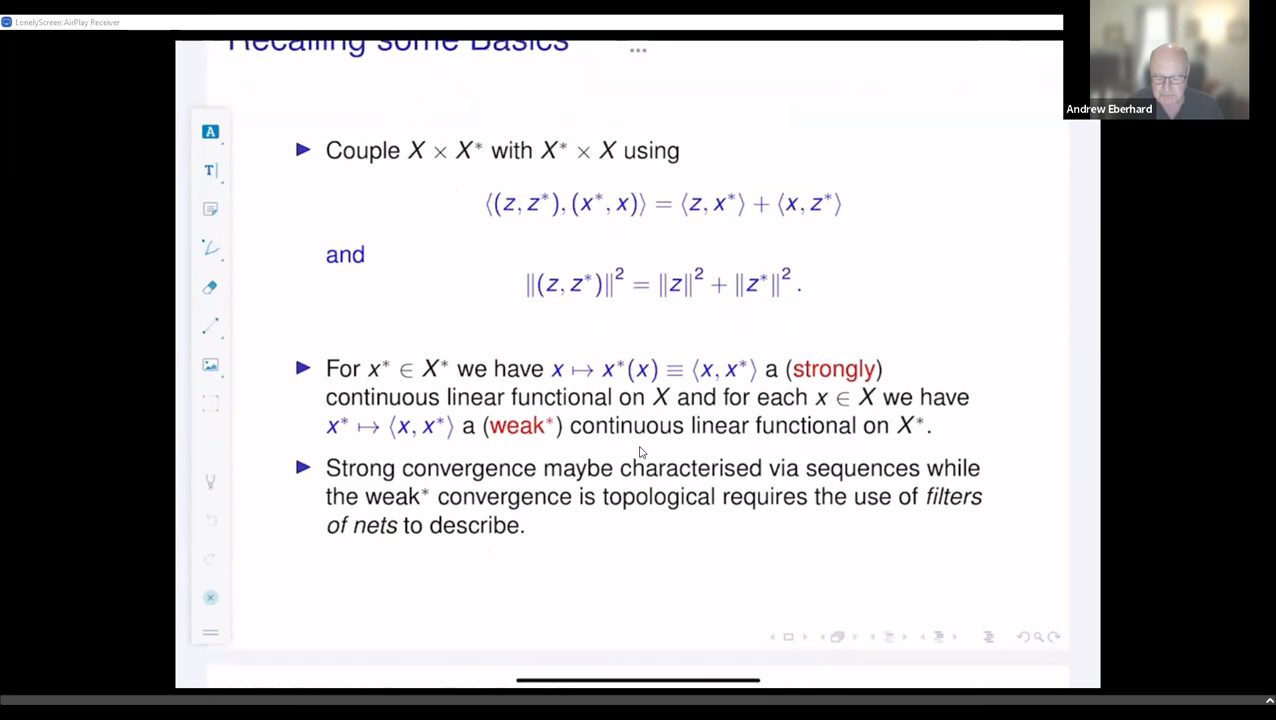 LonelyScreen AirPlay Receiver
Recalling some Basics
Andrew Eberhard
A
T
▶ Couple X × X* with X* × X using
⟨(z, z*), (x*, x)⟩ = ⟨z, x*⟩ + ⟨x, z*⟩
and
‖(z, z*)‖² = ‖z‖² + ‖z*‖² .
▶ For x* ∈ X* we have x ↦ x*(x) ≡ ⟨x, x*⟩ a (strongly)
continuous linear functional on X and for each x ∈ X we have
x* ↦ ⟨x, x*⟩ a (weak*) continuous linear functional on X*.
▶ Strong convergence maybe characterised via sequences while
the weak* convergence is topological requires the use of filters
of nets to describe.